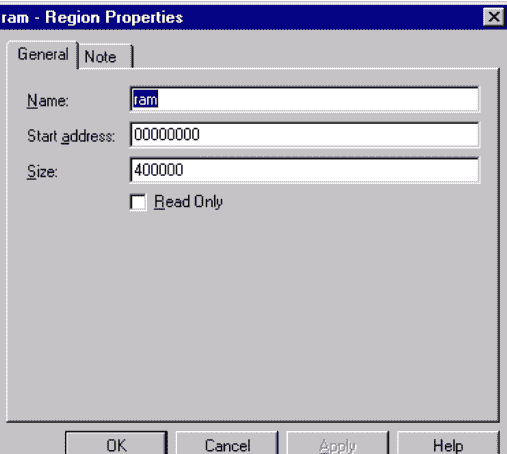 ram - Region Properties
General Note
Name: ram
Start address: 00000000
Size: 400000
Read Only
OK Cancel Apply Help